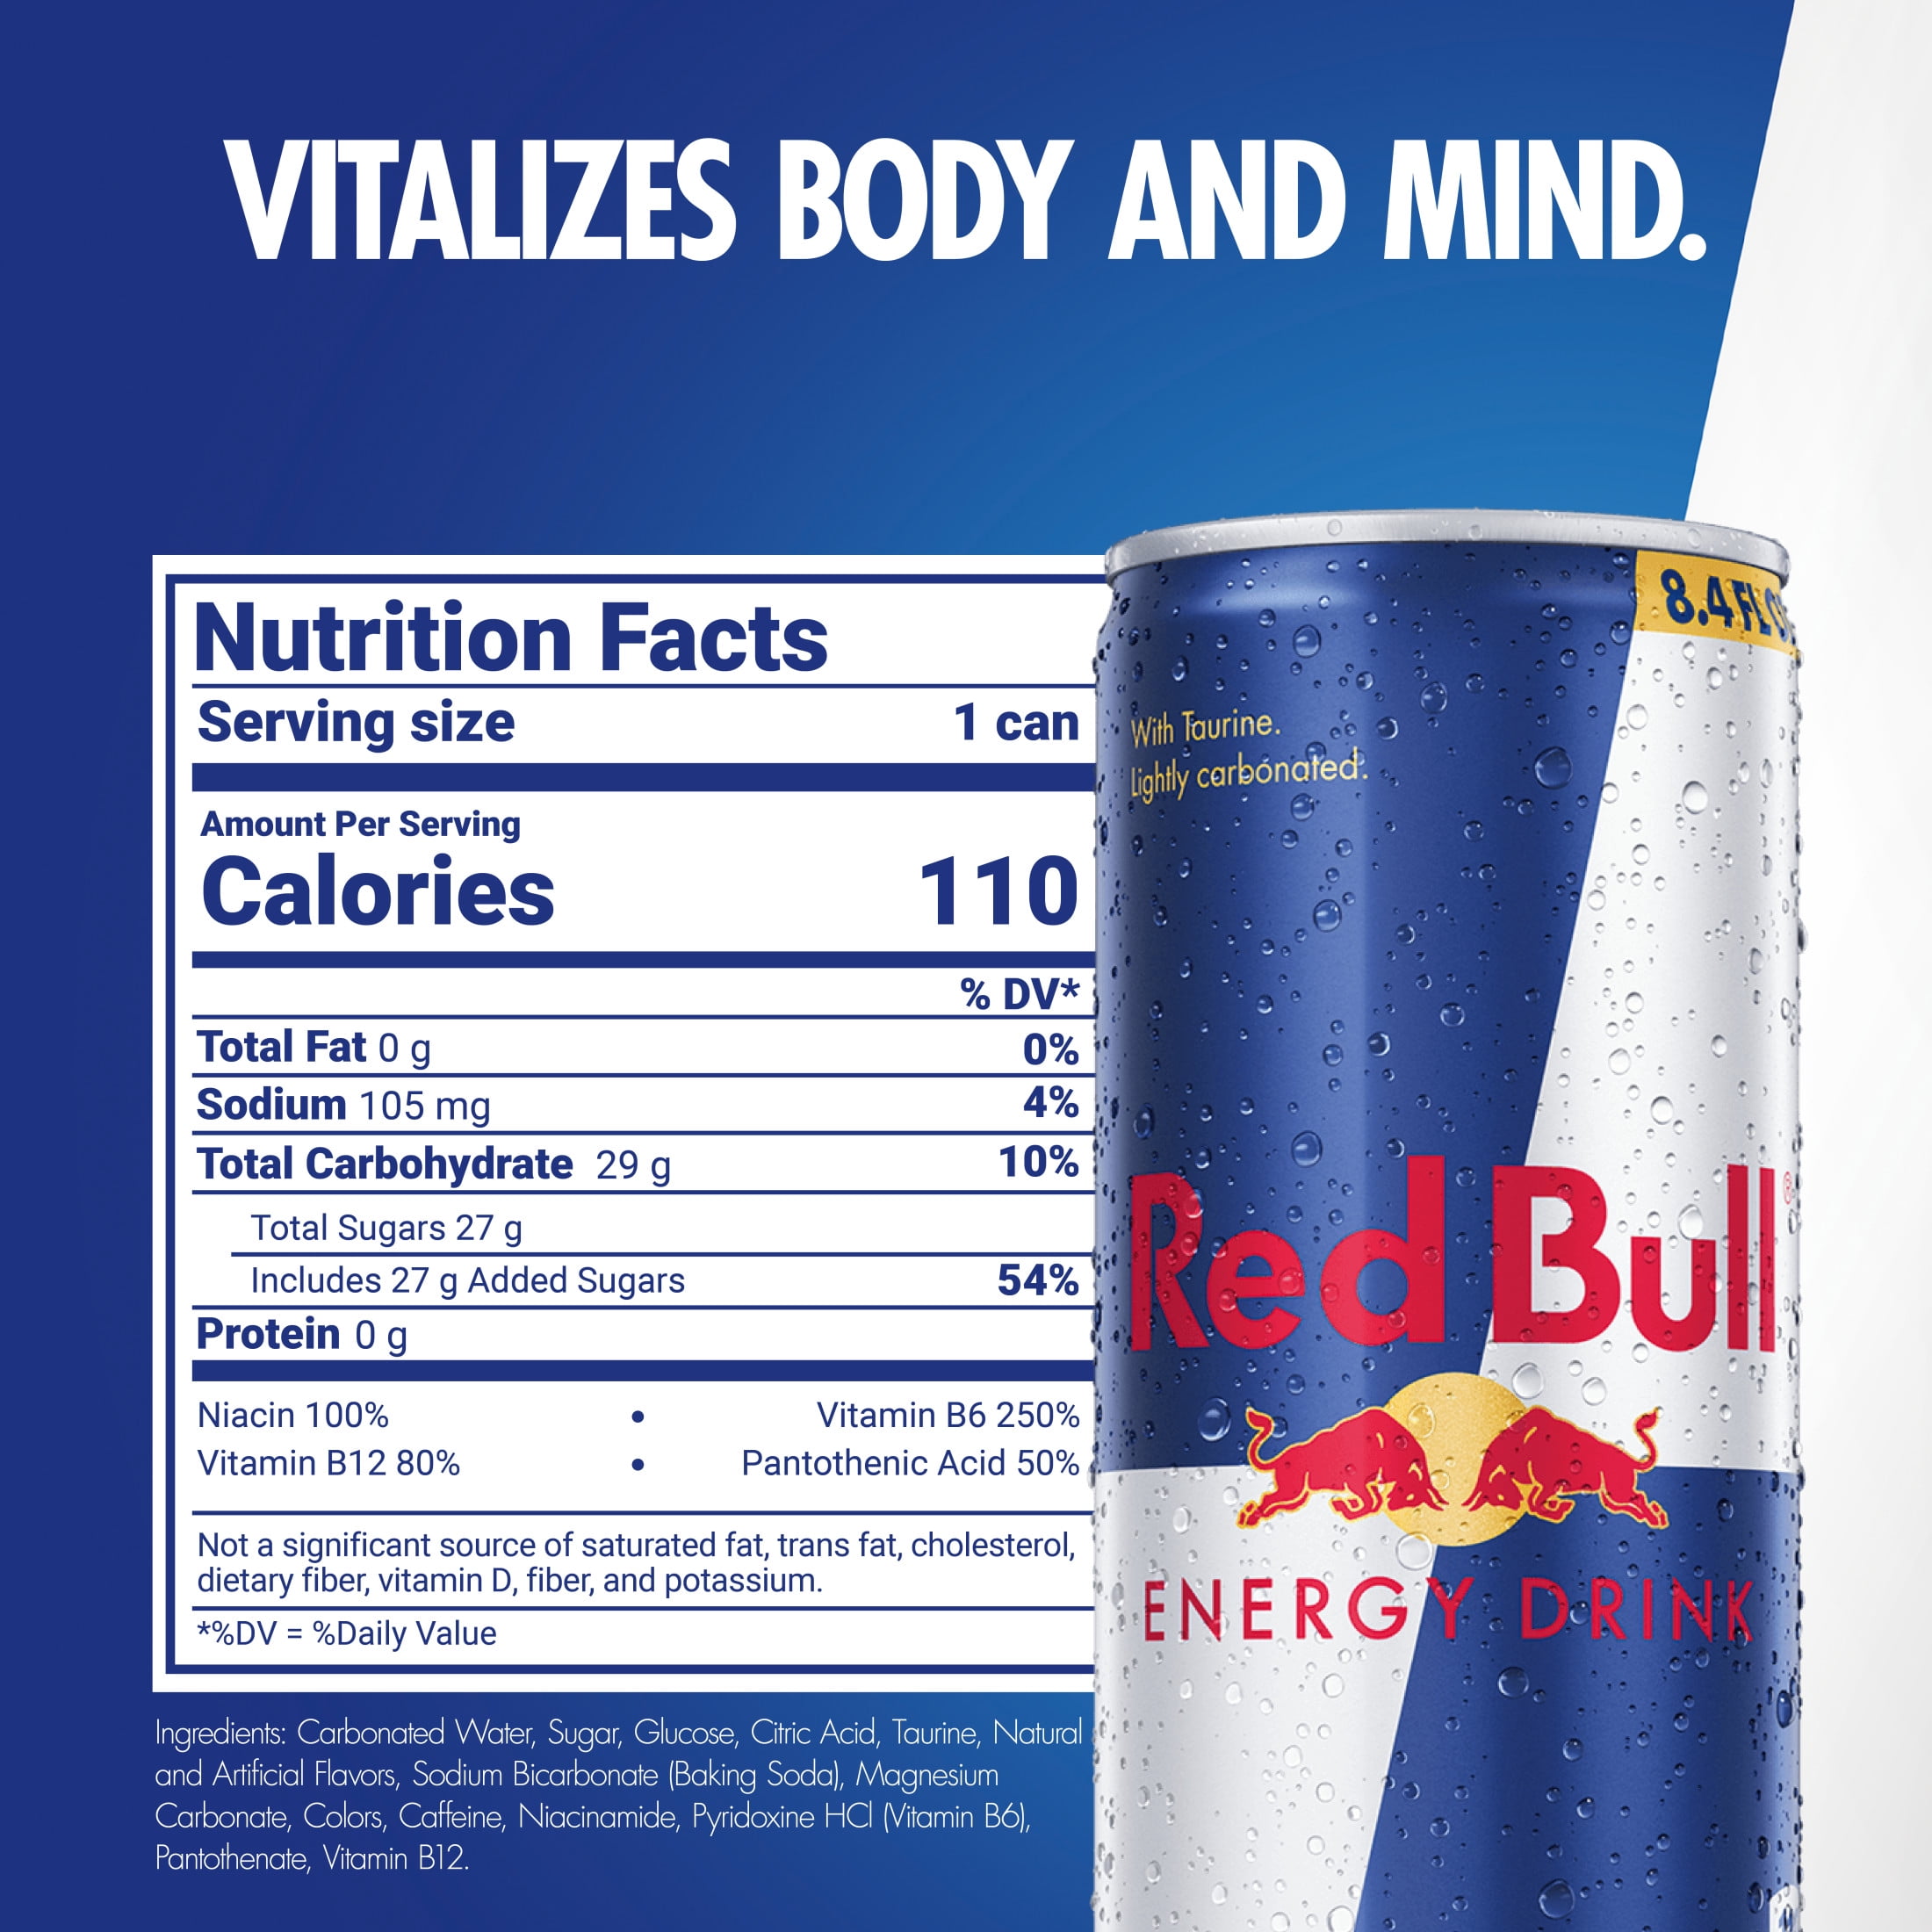 VITALIZES BODY AND MIND.
Nutrition Facts
Serving size 1 can
Amount Per Serving
Calories 110
% DV*
Total Fat 0 g 0%
Sodium 105 mg 4%
Total Carbohydrate 29 g 10%
Total Sugars 27 g
Includes 27 g Added Sugars 54%
Protein 0 g
Niacin 100% • Vitamin B6 250%
Vitamin B12 80% • Pantothenic Acid 50%
Not a significant source of saturated fat, trans fat, cholesterol,
dietary fiber, vitamin D, fiber, and potassium.
*%DV = %Daily Value
Ingredients: Carbonated Water, Sugar, Glucose, Citric Acid, Taurine, Natural
and Artificial Flavors, Sodium Bicarbonate (Baking Soda), Magnesium
Carbonate, Colors, Caffeine, Niacinamide, Pyridoxine HCl (Vitamin B6),
Pantothenate, Vitamin B12.
8.4 FL O
With Taurine.
Lightly carbonated.
Red Bull®
ENERGY DRINK